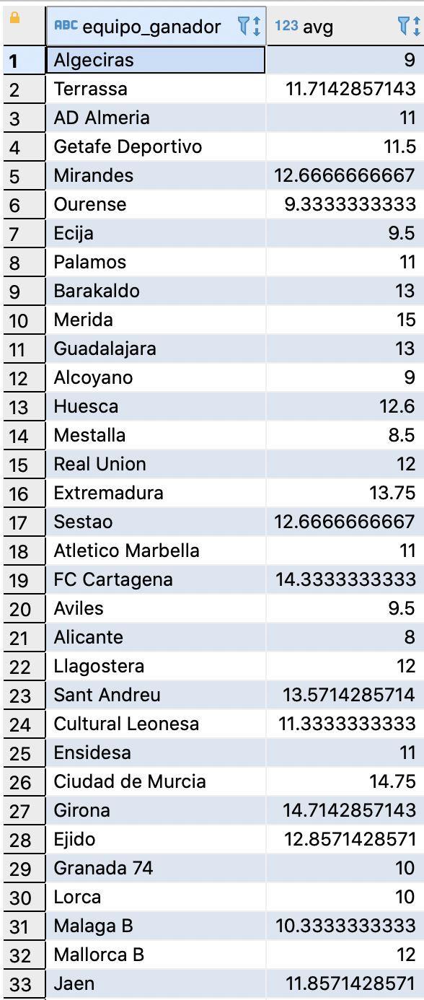 ABC equipo_ganador 123 avg
1 Algeciras 9
2 Terrassa 11.7142857143
3 AD Almeria 11
4 Getafe Deportivo 11.5
5 Mirandes 12.6666666667
6 Ourense 9.3333333333
7 Ecija 9.5
8 Palamos 11
9 Barakaldo 13
10 Merida 15
11 Guadalajara 13
12 Alcoyano 9
13 Huesca 12.6
14 Mestalla 8.5
15 Real Union 12
16 Extremadura 13.75
17 Sestao 12.6666666667
18 Atletico Marbella 11
19 FC Cartagena 14.3333333333
20 Aviles 9.5
21 Alicante 8
22 Llagostera 12
23 Sant Andreu 13.5714285714
24 Cultural Leonesa 11.3333333333
25 Ensidesa 11
26 Ciudad de Murcia 14.75
27 Girona 14.7142857143
28 Ejido 12.8571428571
29 Granada 74 10
30 Lorca 10
31 Malaga B 10.3333333333
32 Mallorca B 12
33 Jaen 11.8571428571